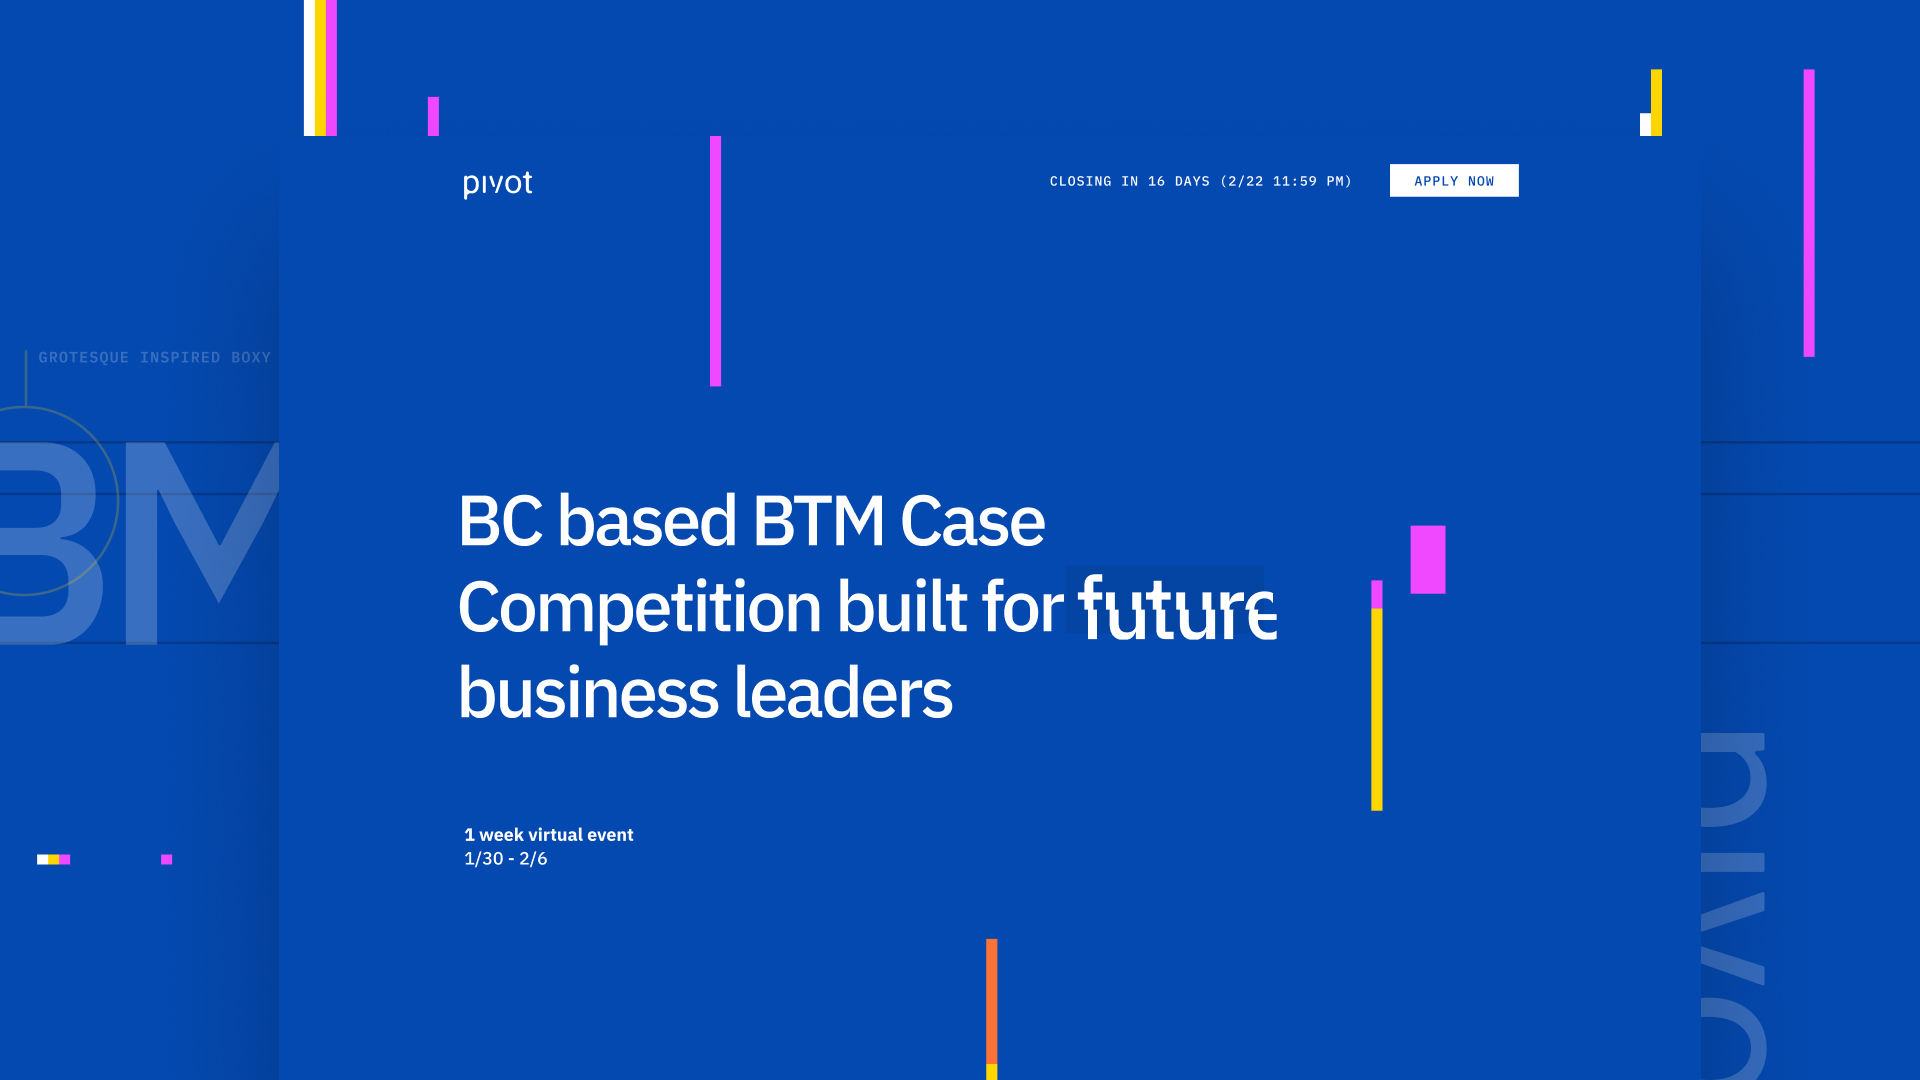 pivot
CLOSING IN 16 DAYS (2/22 11:59 PM)
APPLY NOW
GROTESQUE INSPIRED BOXY
BM
BC based BTM Case
Competition built for future
business leaders
1 week virtual event
1/30 - 2/6